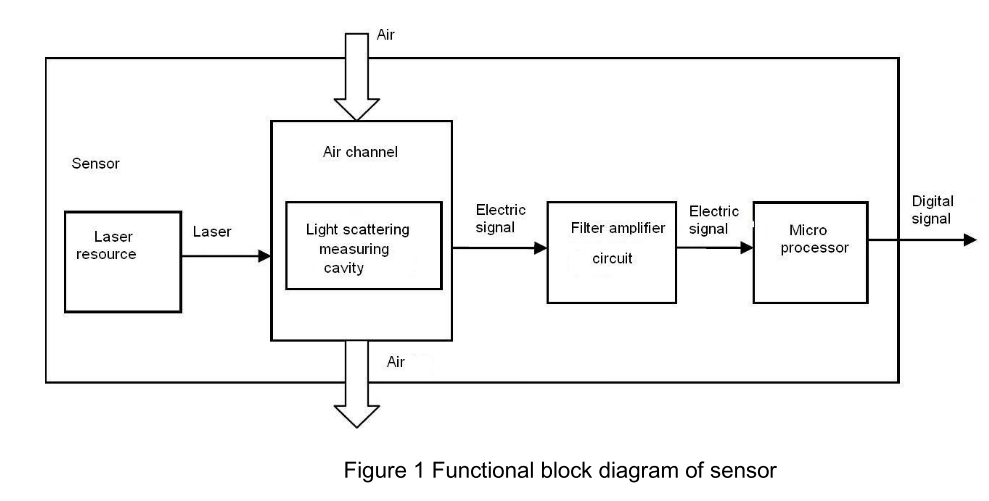 Air
Sensor
Air channel
Laser
resource
Laser
Light scattering
measuring
cavity
Electric
signal
Filter amplifier
circuit
Electric
signal
Micro
processor
Digital
signal
Air
Figure 1 Functional block diagram of sensor